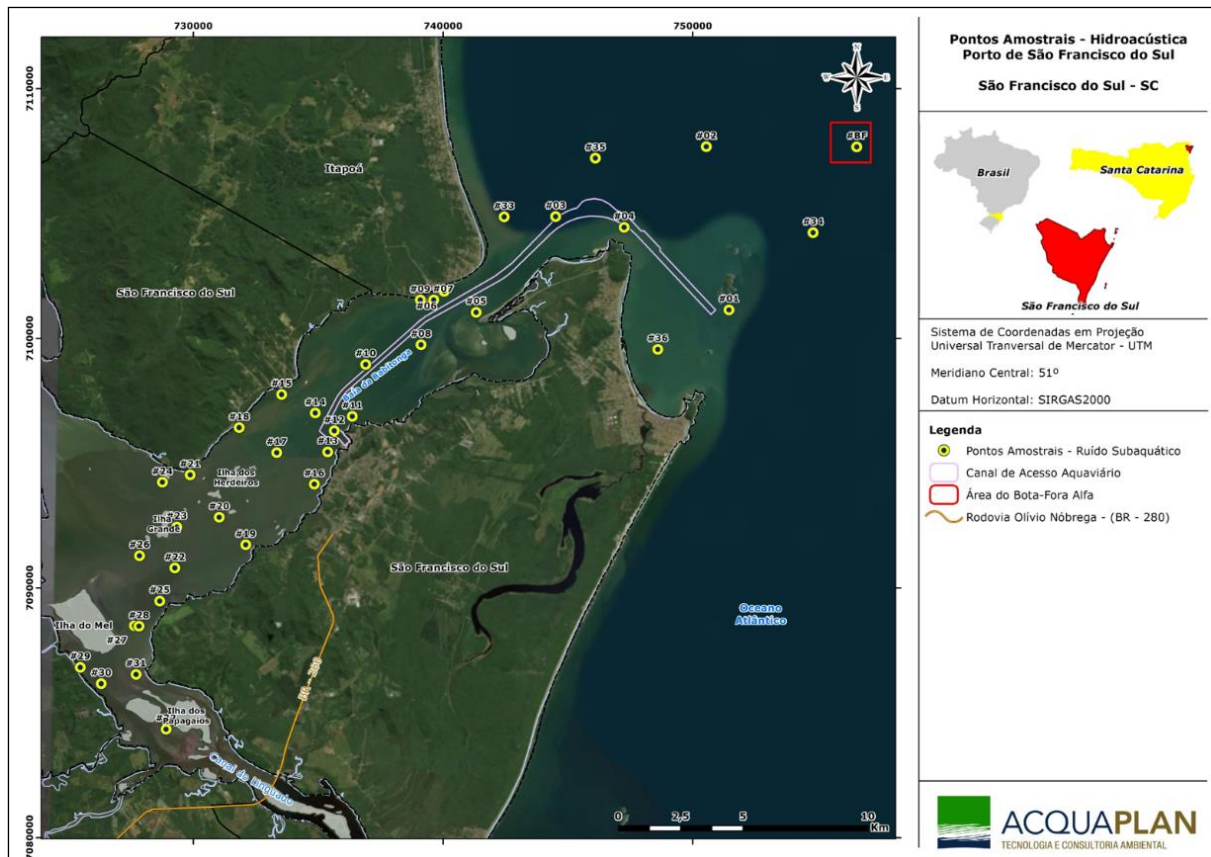 730000
740000
750000
7110000
7100000
7090000
7080000
N
W
E
S
#BF
#02
#35
#33
#03
#04
#34
Itapoá
São Francisco do Sul
#09
#07
#06
#05
#01
#08
#36
#10
Baía da Babitonga
#15
#14
#11
#18
#12
#17
#13
#24
#21
Ilha dos
Herdeiros
#16
#23
Ilha
Grande
#20
#26
#19
#22
São Francisco do Sul
#25
#28
Ilha do Mel
#27
Oceano
Atlântico
#29
#31
#30
BR - 280
Ilha dos
Papagaios
Canal do Linguado
0
2,5
5
10
Km
Pontos Amostrais - Hidroacústica
Porto de São Francisco do Sul
São Francisco do Sul - SC
Brasil
Santa Catarina
São Francisco do Sul
Sistema de Coordenadas em Projeção
Universal Tranversal de Mercator - UTM
Meridiano Central: 51º
Datum Horizontal: SIRGAS2000
Legenda
Pontos Amostrais - Ruído Subaquático
Canal de Acesso Aquaviário
Área do Bota-Fora Alfa
Rodovia Olívio Nóbrega - (BR - 280)
ACQUAPLAN
TECNOLOGIA E CONSULTORIA AMBIENTAL